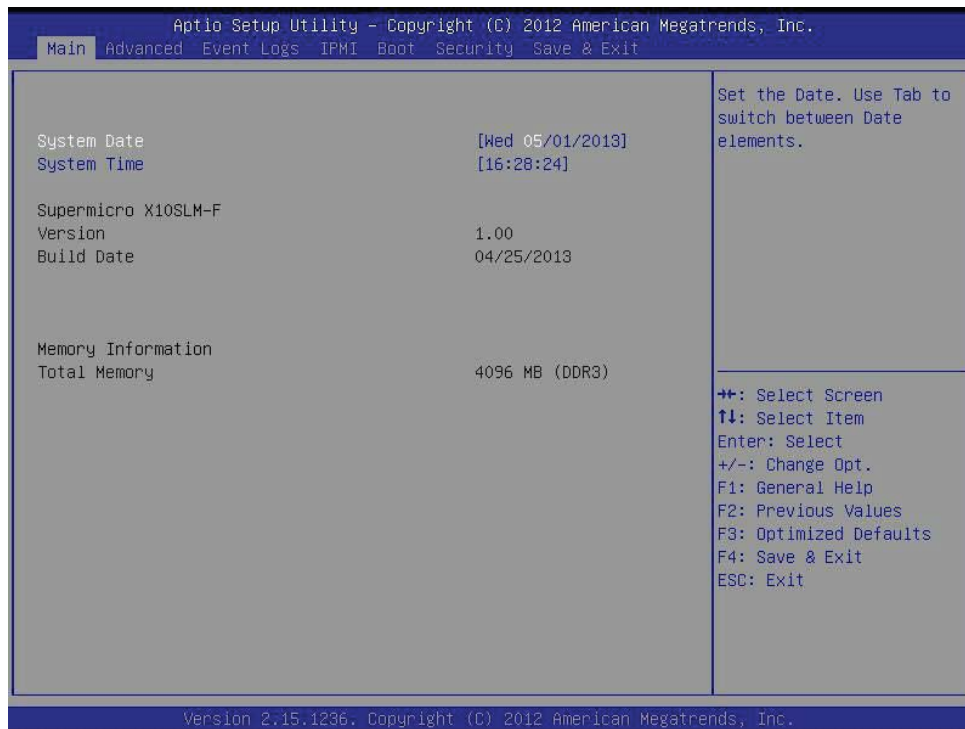 Aptio Setup Utility – Copyright (C) 2012 American Megatrends, Inc.
Main Advanced Event Logs IPMI Boot Security Save & Exit
System Date [Wed 05/01/2013]
System Time [16:28:24]
Supermicro X10SLM-F
Version 1.00
Build Date 04/25/2013
Memory Information
Total Memory 4096 MB (DDR3)
Set the Date. Use Tab to
switch between Date
elements.
→←: Select Screen
↑↓: Select Item
Enter: Select
+/-: Change Opt.
F1: General Help
F2: Previous Values
F3: Optimized Defaults
F4: Save & Exit
ESC: Exit
Version 2.15.1236. Copyright (C) 2012 American Megatrends, Inc.